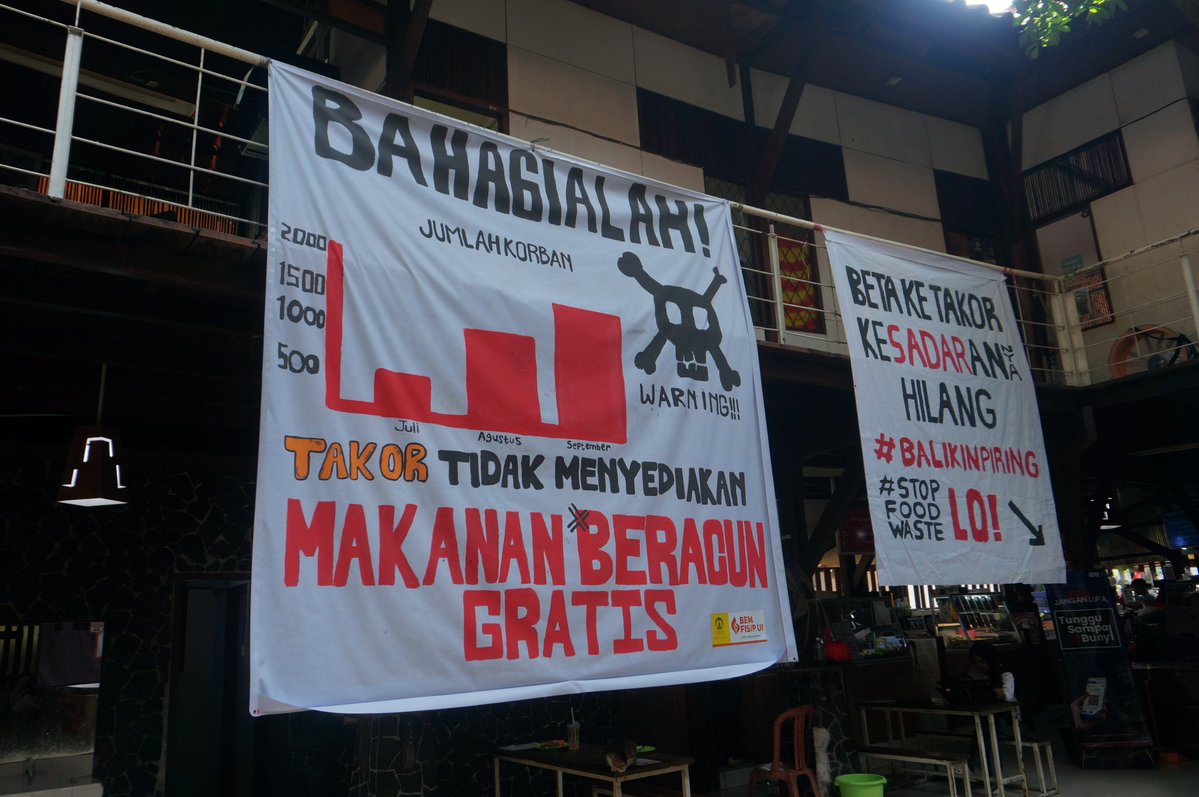 BAHAGIALAH!
JUMLAH KORBAN
2000
1500
1000
500
Juli
Agustus
September
WARNING!!!
TAKOR TIDAK MENYEDIAKAN
MAKANAN BERACUN
GRATIS
BEM
FISIP UI
BETAKETAKOR
KESADARANNYA
HILANG
#BALIKINPIRING
#STOP
FOOD
WASTE
LO!
JANGAN LUPA
Tunggu
Sampai
Bunyi